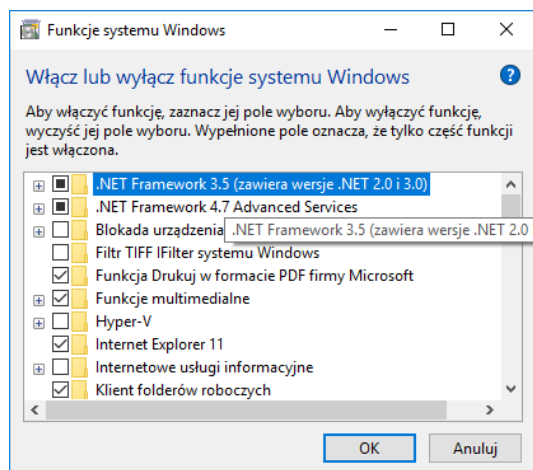 Funkcje systemu Windows
Włącz lub wyłącz funkcje systemu Windows
Aby włączyć funkcję, zaznacz jej pole wyboru. Aby wyłączyć funkcję,
wyczyść jej pole wyboru. Wypełnione pole oznacza, że tylko część funkcji
jest włączona.
.NET Framework 3.5 (zawiera wersje .NET 2.0 i 3.0)
.NET Framework 4.7 Advanced Services
Blokada urządzenia
.NET Framework 3.5 (zawiera wersje .NET 2.0
Filtr TIFF IFilter systemu Windows
Funkcja Drukuj w formacie PDF firmy Microsoft
Funkcje multimedialne
Hyper-V
Internet Explorer 11
Internetowe usługi informacyjne
Klient folderów roboczych
OK
Anuluj